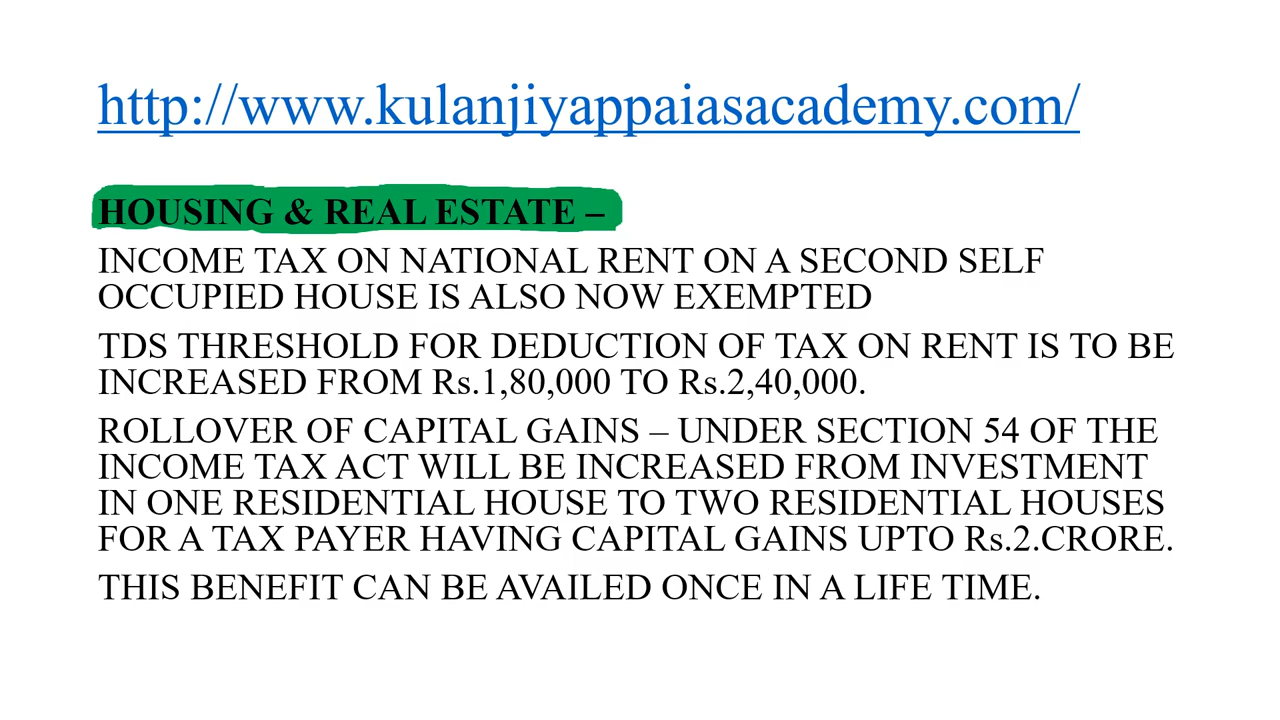 http://www.kulanjiyappaiasacademy.com/
HOUSING & REAL ESTATE –
INCOME TAX ON NATIONAL RENT ON A SECOND SELF
OCCUPIED HOUSE IS ALSO NOW EXEMPTED
TDS THRESHOLD FOR DEDUCTION OF TAX ON RENT IS TO BE
INCREASED FROM Rs.1,80,000 TO Rs.2,40,000.
ROLLOVER OF CAPITAL GAINS – UNDER SECTION 54 OF THE
INCOME TAX ACT WILL BE INCREASED FROM INVESTMENT
IN ONE RESIDENTIAL HOUSE TO TWO RESIDENTIAL HOUSES
FOR A TAX PAYER HAVING CAPITAL GAINS UPTO Rs.2.CRORE.
THIS BENEFIT CAN BE AVAILED ONCE IN A LIFE TIME.